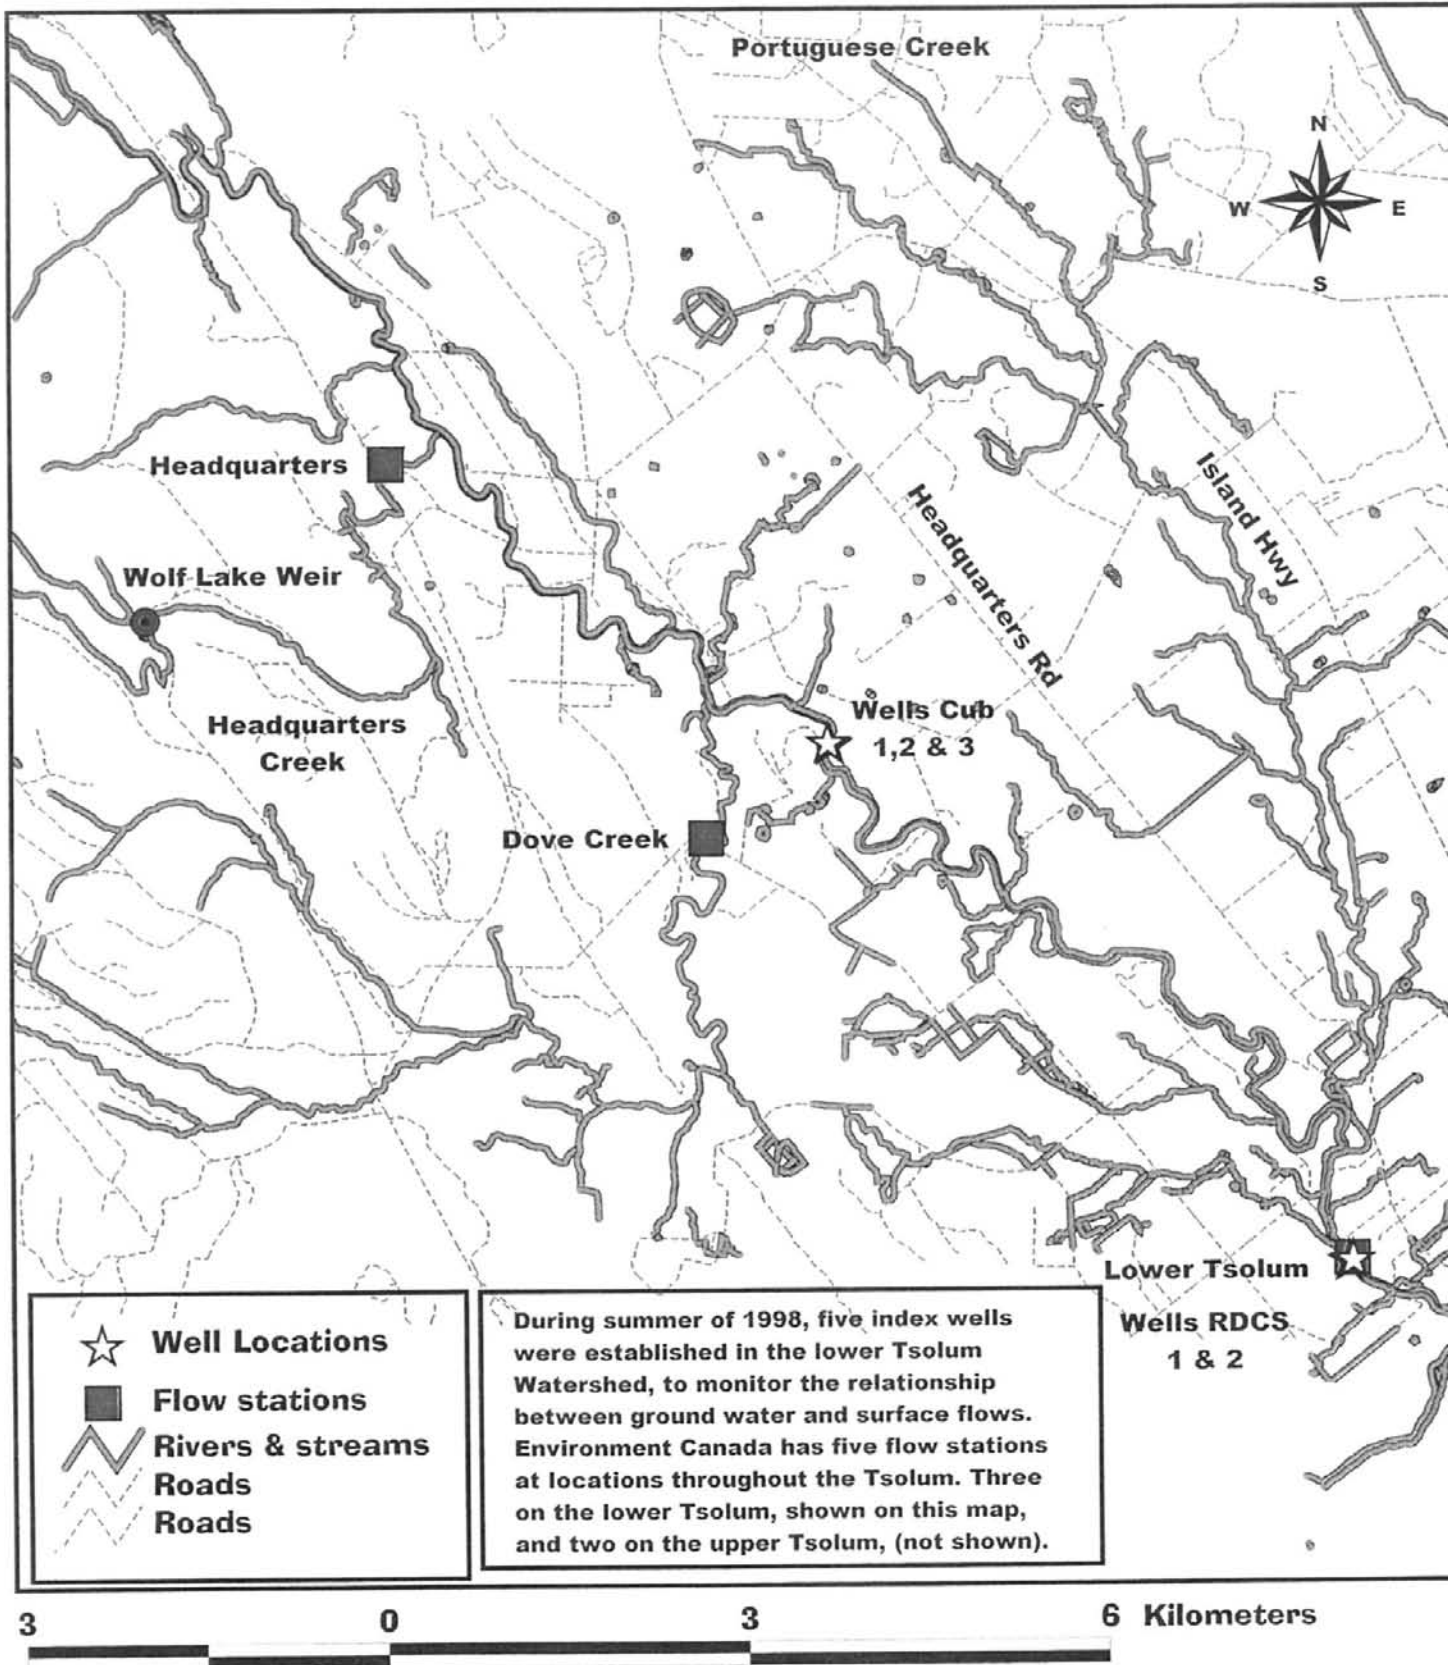 Portuguese Creek
N
W
E
S
Headquarters
Island Hwy
Headquarters Rd
Wolf Lake Weir
Wells Cub
1,2 & 3
Headquarters
Creek
Dove Creek
Lower Tsolum
Wells RDCS
1 & 2
Well Locations
Flow stations
Rivers & streams
Roads
Roads
During summer of 1998, five index wells
were established in the lower Tsolum
Watershed, to monitor the relationship
between ground water and surface flows.
Environment Canada has five flow stations
at locations throughout the Tsolum. Three
on the lower Tsolum, shown on this map,
and two on the upper Tsolum, (not shown).
3 0 3 6 Kilometers